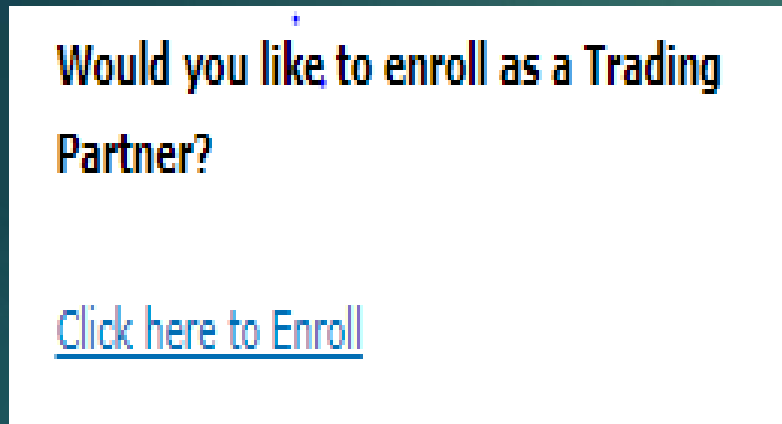 Would you like to enroll as a Trading
Partner?
Click here to Enroll